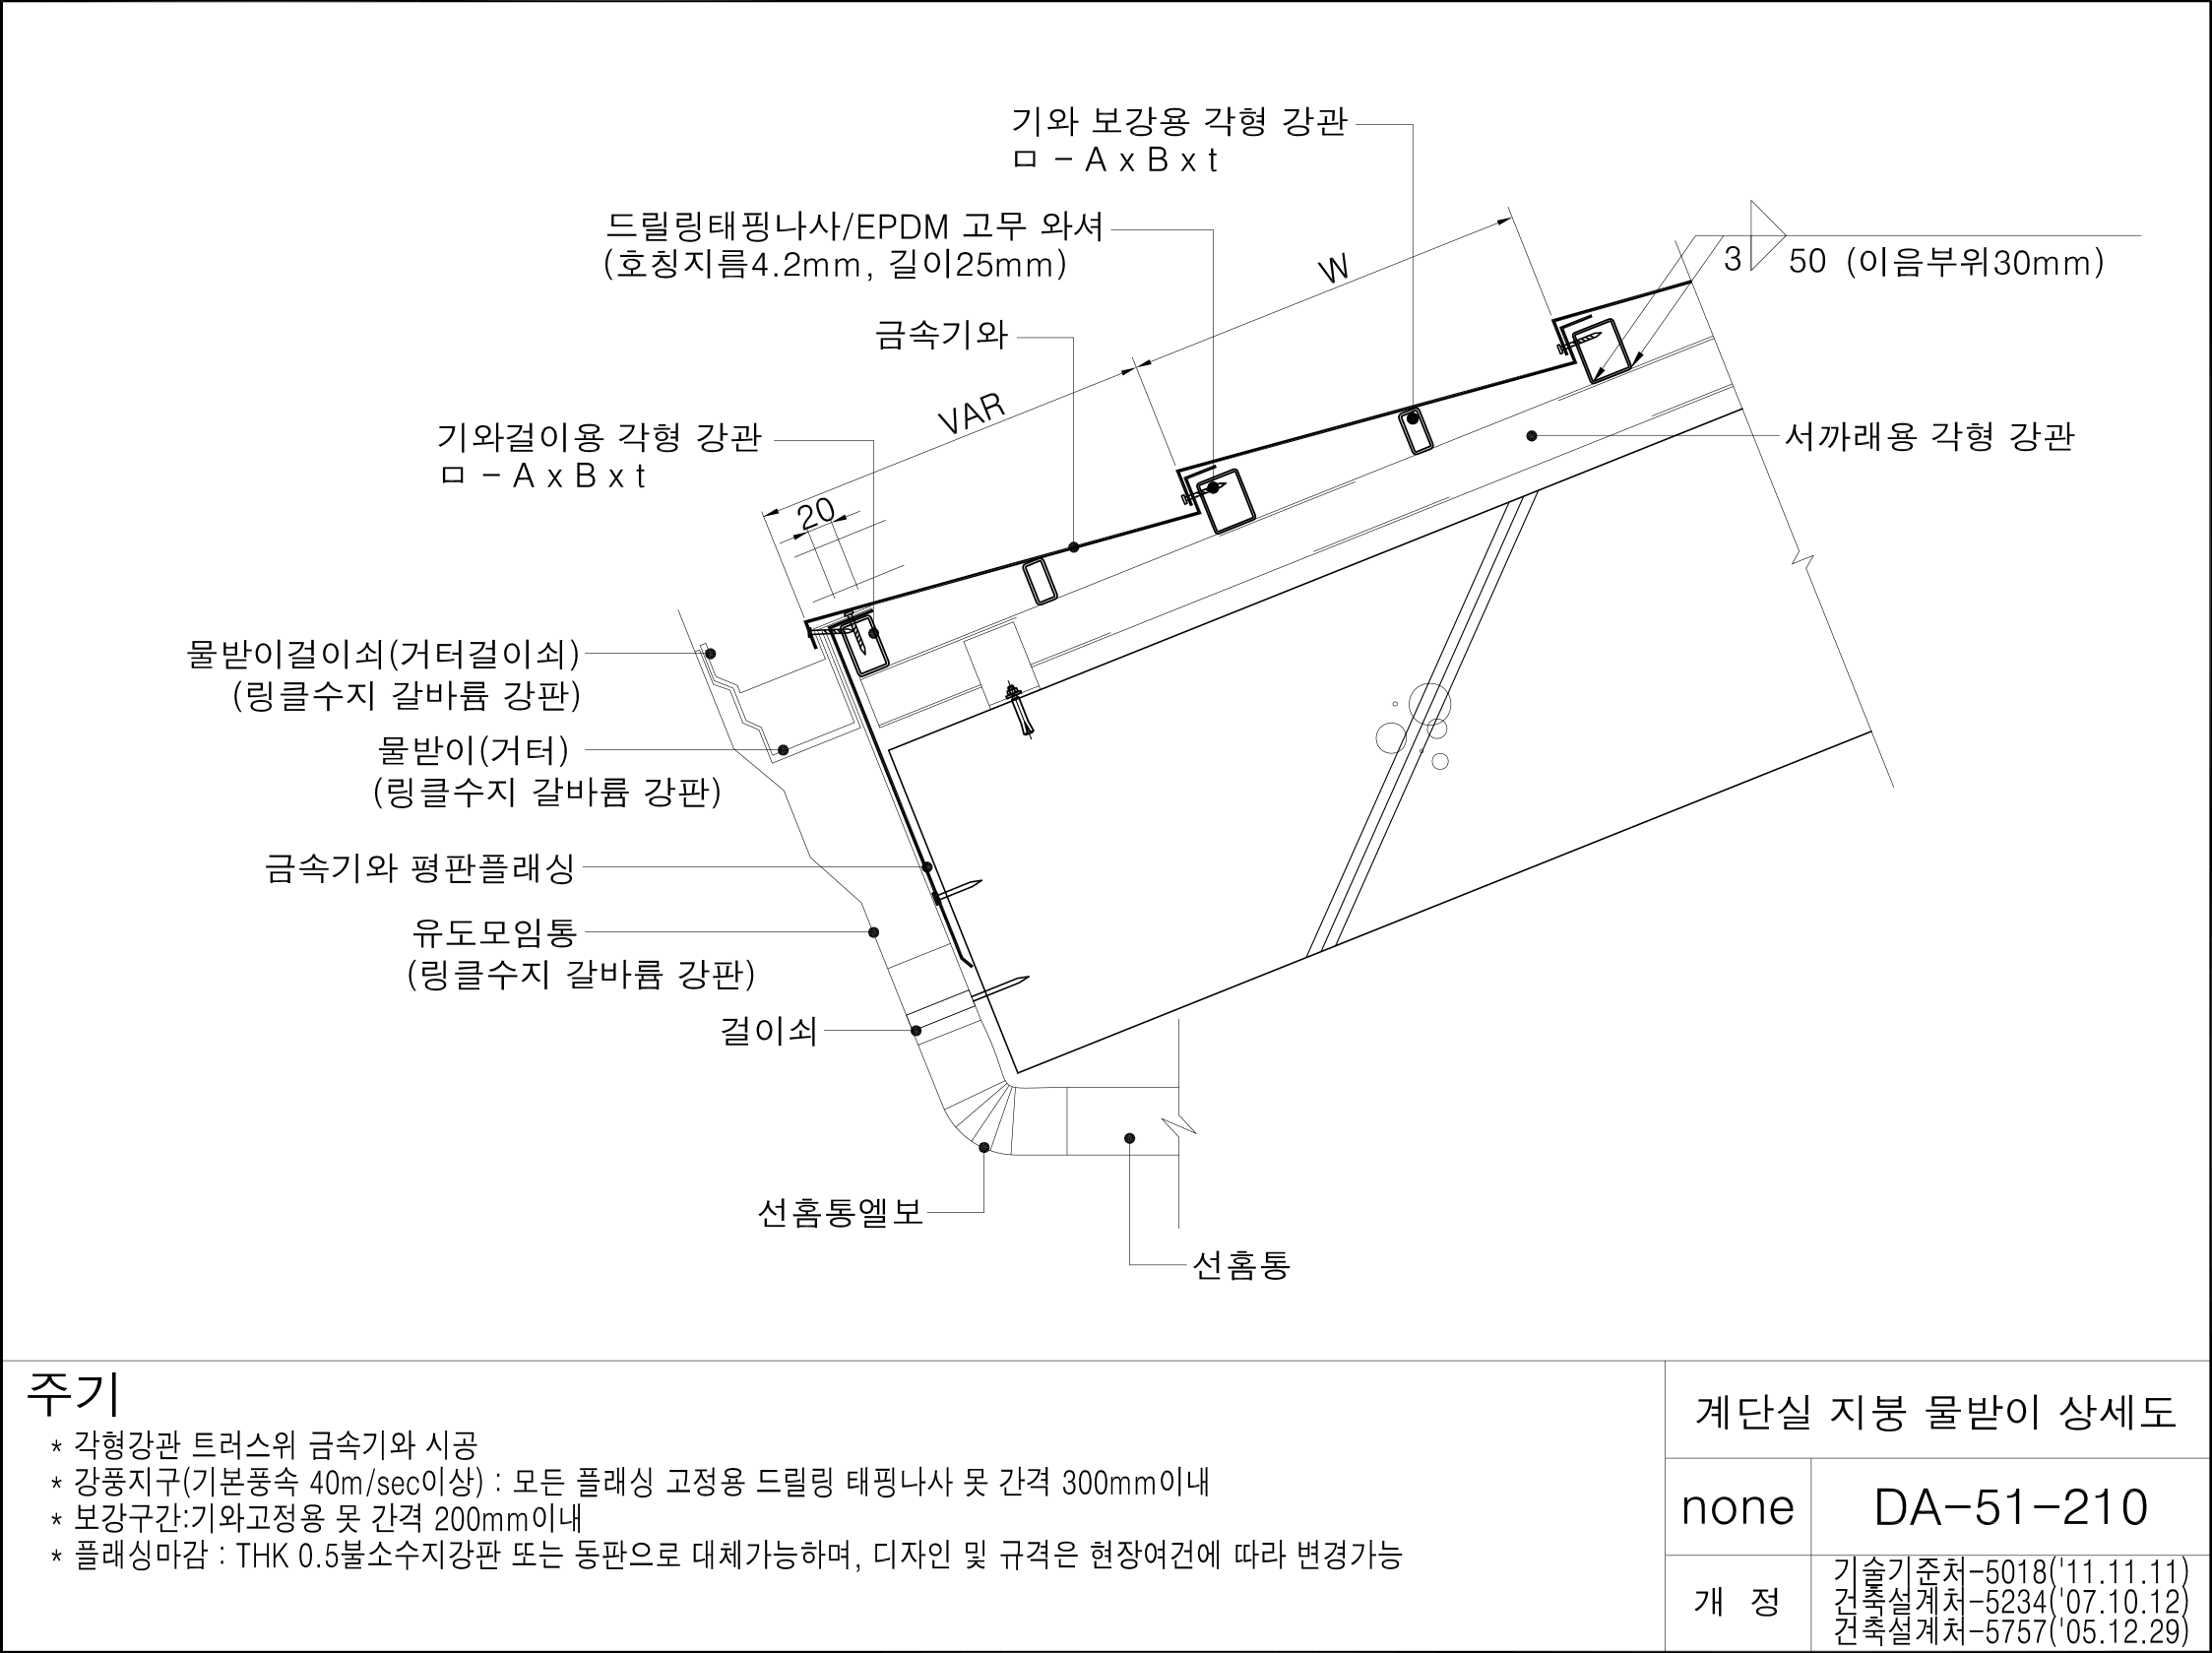 기와 보강용 각형 강관
ㅁ - A x B x t
드릴링태핑나사/EPDM 고무 와셔
(호칭지름4.2mm, 길이25mm)
W
3 50 (이음부위30mm)
금속기와
VAR
기와걸이용 각형 강관
ㅁ - A x B x t
서까래용 각형 강관
20
물받이걸이쇠(거터걸이쇠)
(링클수지 갈바륨 강판)
물받이(거터)
(링클수지 갈바륨 강판)
금속기와 평판플래싱
유도모임통
(링클수지 갈바륨 강판)
걸이쇠
선홈통엘보
선홈통
주기
* 각형강관 트러스위 금속기와 시공
* 강풍지구(기본풍속 40m/sec이상) : 모든 플래싱 고정용 드릴링 태핑나사 못 간격 300mm이내
* 보강구간:기와고정용 못 간격 200mm이내
* 플래싱마감 : THK 0.5불소수지강판 또는 동판으로 대체가능하며, 디자인 및 규격은 현장여건에 따라 변경가능
계단실 지붕 물받이 상세도
none DA-51-210
개 정
기술기준처-5018('11.11.11)
건축설계처-5234('07.10.12)
건축설계처-5757('05.12.29)